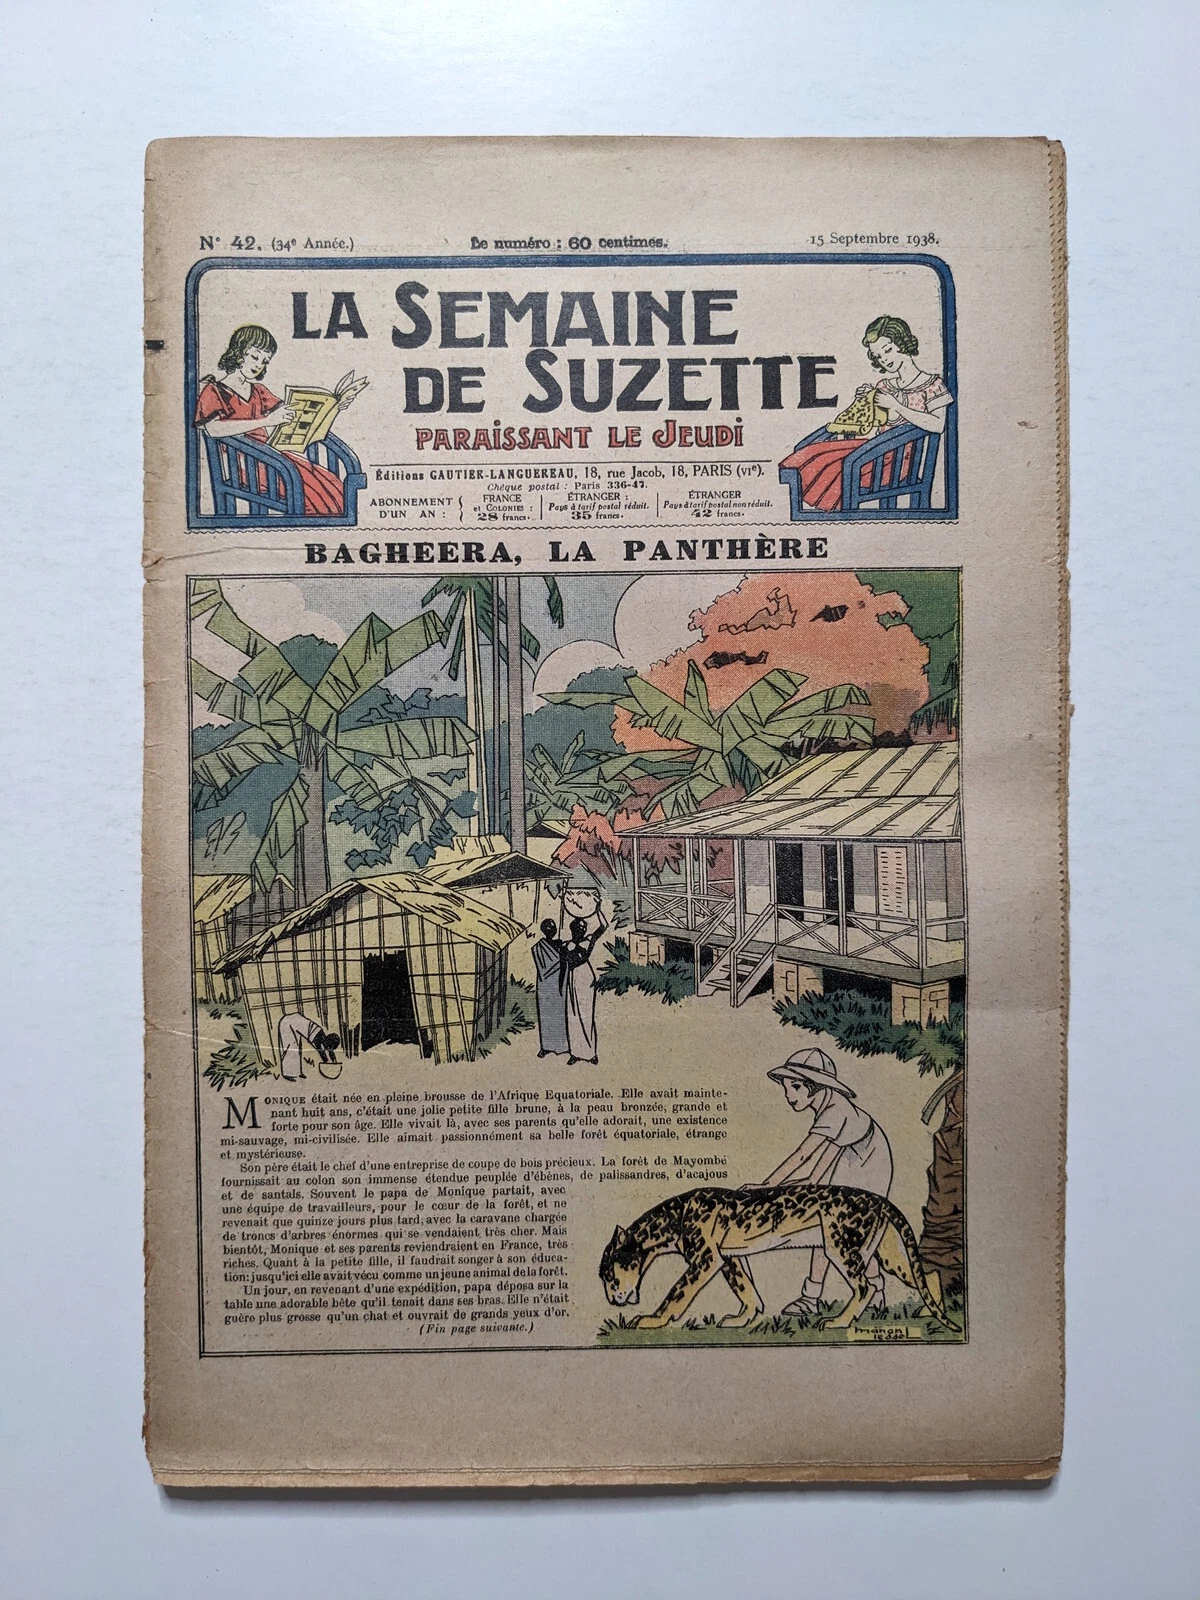 N° 42. (34e Année.)
Le numéro : 60 centimes.
15 Septembre 1938.
LA SEMAINE
DE SUZETTE
PARAISSANT LE JEUDI
Éditions GAUTIER-LANGUEREAU, 18, rue Jacob, 18, PARIS (VIe).
Chèque postal : Paris 336-47.
ABONNEMENT
D'UN AN :
FRANCE
et COLONIES :
28 francs.
ÉTRANGER :
Pays à tarif postal réduit.
35 francs.
ÉTRANGER
Pays à tarif postal non réduit.
42 francs.
BAGHEERA, LA PANTHÈRE
MONIQUE était née en pleine brousse de l'Afrique Equatoriale. Elle avait mainte-
nant huit ans, c'était une jolie petite fille brune, à la peau bronzée, grande et
forte pour son âge. Elle vivait là, avec ses parents qu'elle adorait, une existence
mi-sauvage, mi-civilisée. Elle aimait passionnément sa belle forêt équatoriale, étrange
et mystérieuse.
Son père était le chef d'une entreprise de coupe de bois précieux. La forêt de Mayombé
fournissait au colon son immense étendue peuplée d'ébènes, de palissandres, d'acajous
et de santals. Souvent le papa de Monique partait, avec
une équipe de travailleurs, pour le cœur de la forêt, et ne
revenait que quinze jours plus tard, avec la caravane chargée
de troncs d'arbres énormes qui se vendaient très cher. Mais
bientôt, Monique et ses parents reviendraient en France, très
riches. Quant à la petite fille, il faudrait songer à son éduca-
tion: jusqu'ici elle avait vécu comme un jeune animal de la forêt.
Un jour, en revenant d'une expédition, papa déposa sur la
table une adorable bête qu'il tenait dans ses bras. Elle n'était
guère plus grosse qu'un chat et ouvrait de grands yeux d'or.
(Fin page suivante.)
manon
iessel